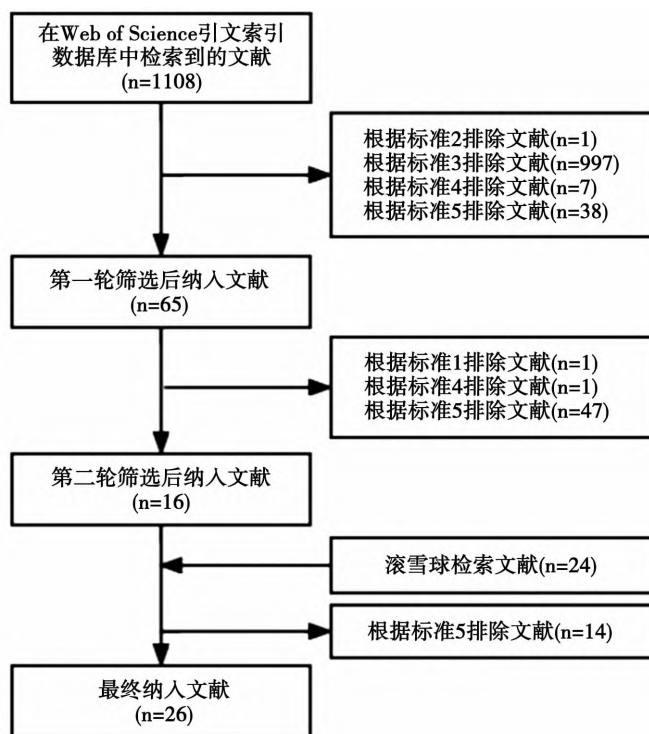 在Web of Science引文索引
数据库中检索到的文献
(n=1108)
根据标准2排除文献(n=1)
根据标准3排除文献(n=997)
根据标准4排除文献(n=7)
根据标准5排除文献(n=38)
第一轮筛选后纳入文献
(n=65)
根据标准1排除文献(n=1)
根据标准4排除文献(n=1)
根据标准5排除文献(n=47)
第二轮筛选后纳入文献
(n=16)
滚雪球检索文献(n=24)
根据标准5排除文献(n=14)
最终纳入文献
(n=26)